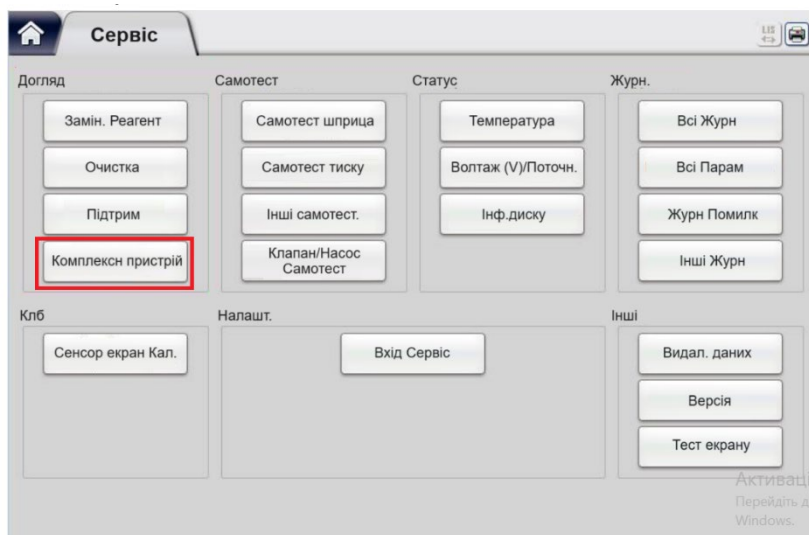 Сервіс
LIS
Догляд
Замін. Реагент
Очистка
Підтрим
Комплексн пристрій
Самотест
Самотест шприца
Самотест тиску
Інші самотест.
Клапан/Насос
Самотест
Статус
Температура
Волтаж (V)/Поточн.
Інф.диску
Журн.
Всі Журн
Всі Парам
Журн Помилк
Інші Журн
Клб
Сенсор екран Кал.
Налашт.
Вхід Сервіс
Інші
Видал. даних
Версія
Тест екрану
Активаці
Перейдіть д
Windows.